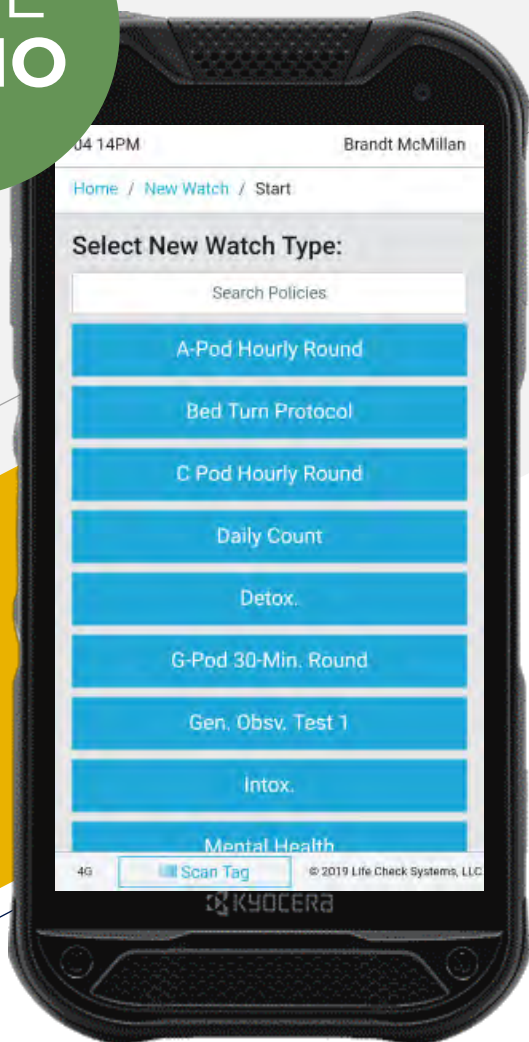 IO
04 14PM
Brandt McMillan
Home / New Watch / Start
Select New Watch Type:
Search Policies
A-Pod Hourly Round
Bed Turn Protocol
C Pod Hourly Round
Daily Count
Detox.
G-Pod 30-Min. Round
Gen. Obsv. Test 1
Intox.
Mental Health
4G
Scan Tag
© 2019 Life Check Systems, LLC
KYOCERA